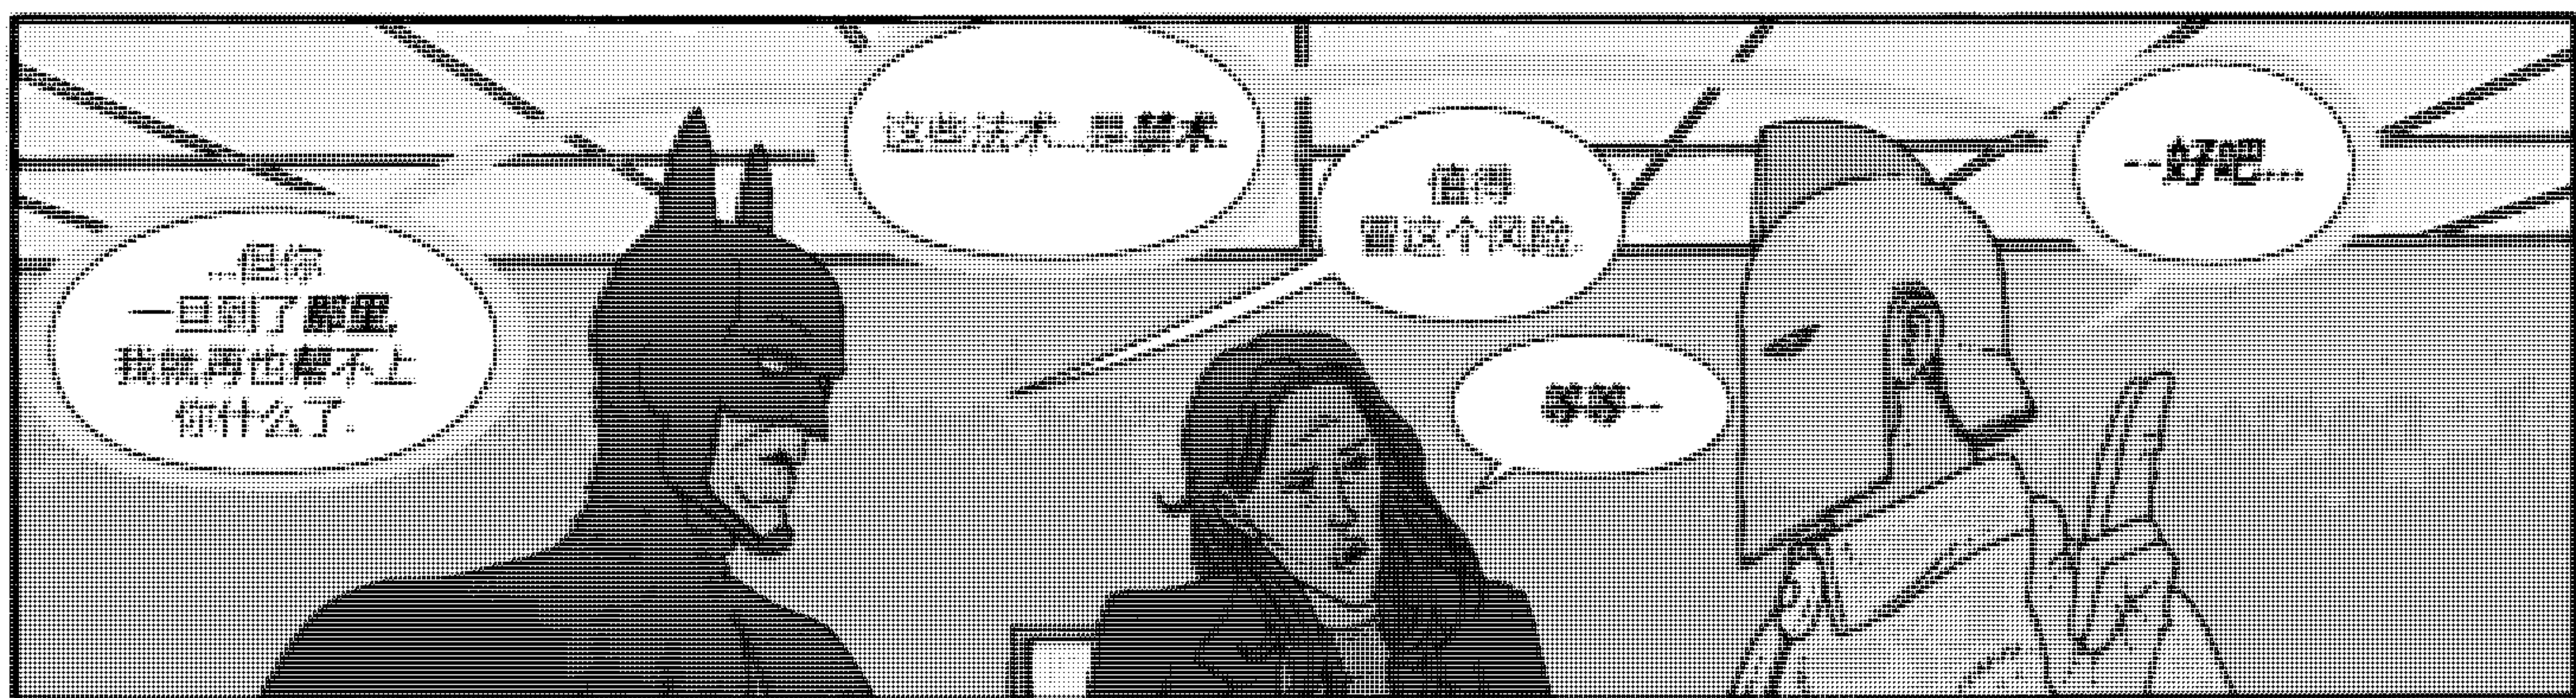 ...但你
一旦到了那里,
我就再也帮不上
你什么了.
这些法术...是禁术.
值得
冒这个风险.
等等--
--好吧...